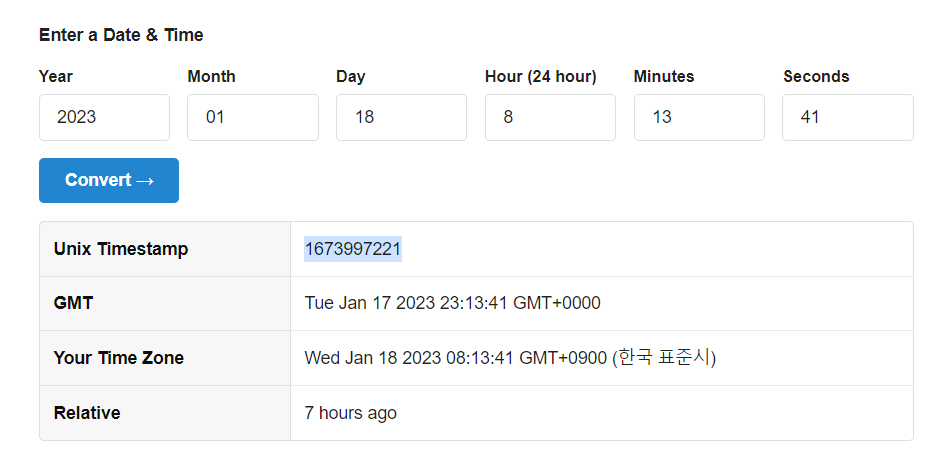 Enter a Date & Time
Year Month Day Hour (24 hour) Minutes Seconds
2023 01 18 8 13 41
Convert →
Unix Timestamp 1673997221
GMT Tue Jan 17 2023 23:13:41 GMT+0000
Your Time Zone Wed Jan 18 2023 08:13:41 GMT+0900 (한국 표준시)
Relative 7 hours ago